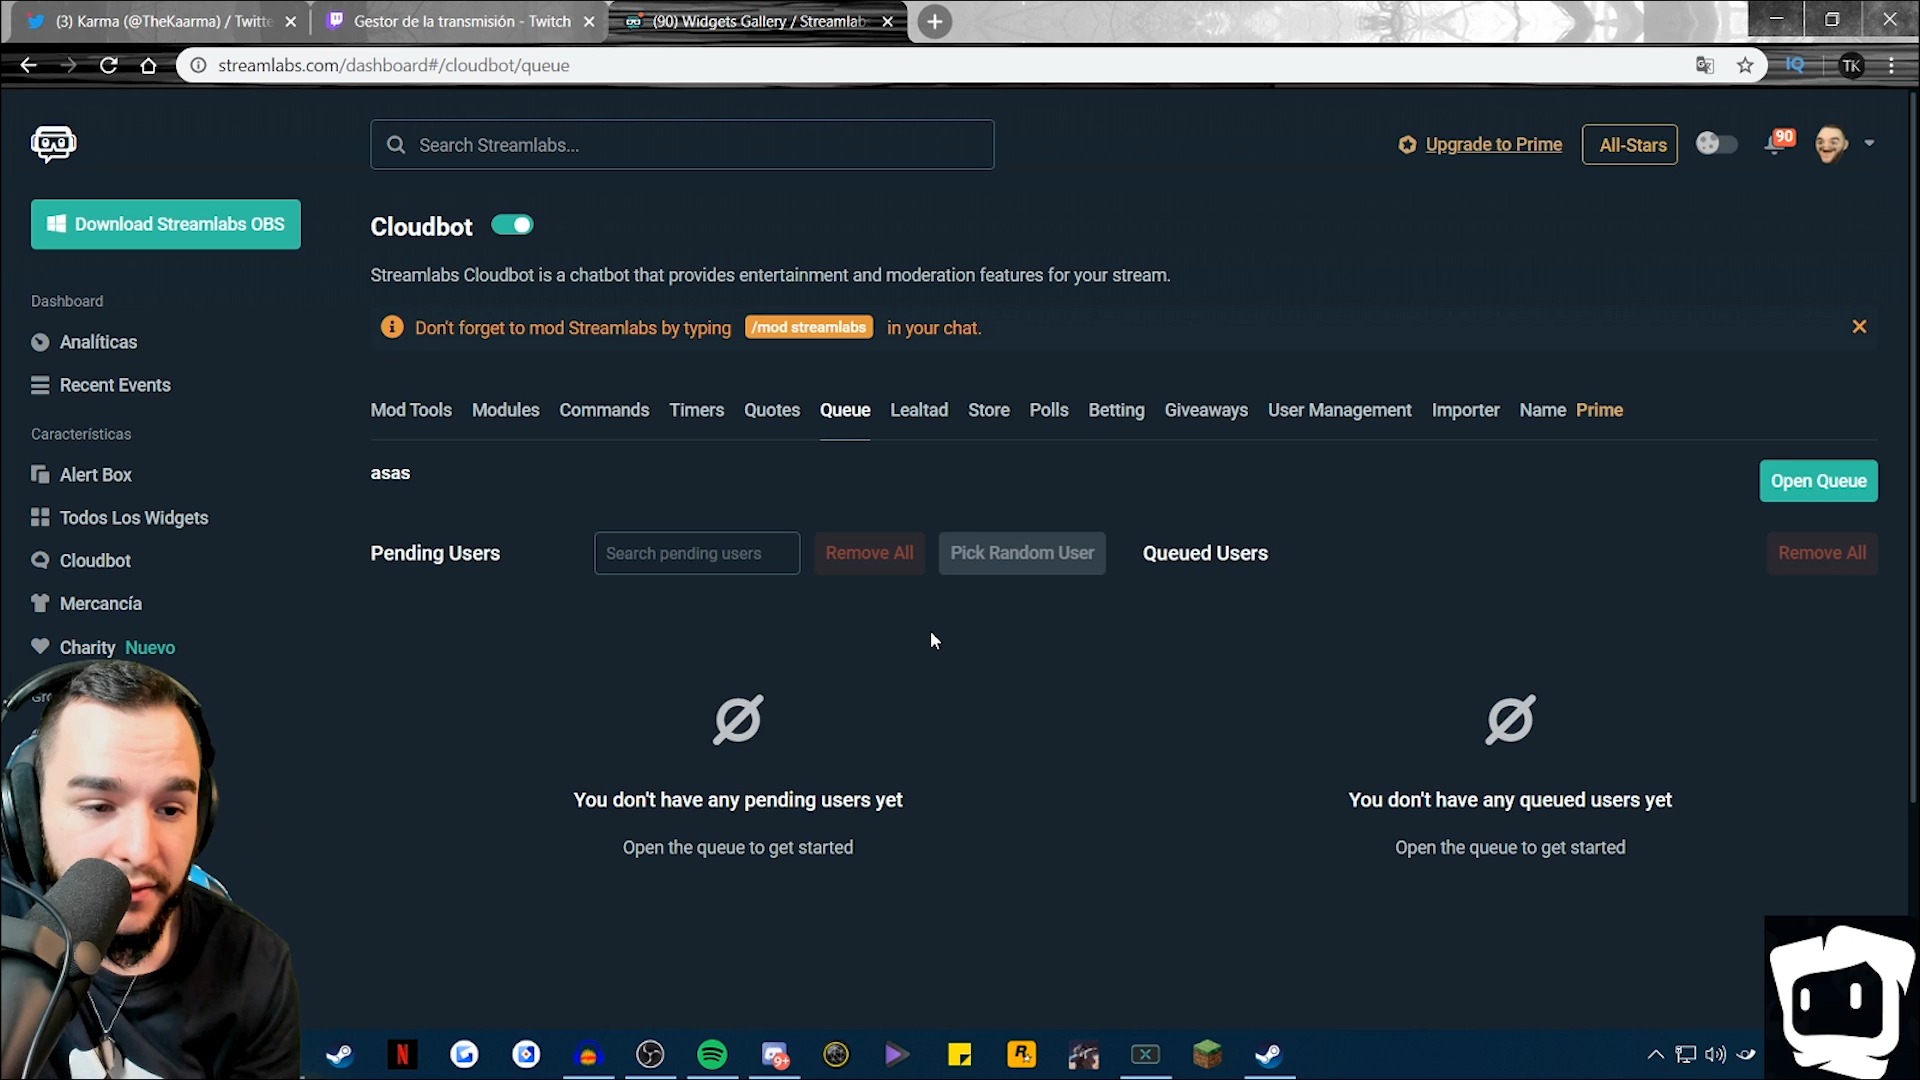 (3) Karma (@TheKaarma) / Twitte
Gestor de la transmisión - Twitch
(90) Widgets Gallery / Streamlab
streamlabs.com/dashboard#/cloudbot/queue
IQ
TK
Search Streamlabs...
Upgrade to Prime
All-Stars
90
Download Streamlabs OBS
Cloudbot
Streamlabs Cloudbot is a chatbot that provides entertainment and moderation features for your stream.
Dashboard
Don't forget to mod Streamlabs by typing /mod streamlabs in your chat.
Analíticas
Recent Events
Mod Tools Modules Commands Timers Quotes Queue Lealtad Store Polls Betting Giveaways User Management Importer Name Prime
Características
Alert Box
asas
Open Queue
Todos Los Widgets
Pending Users
Search pending users
Remove All
Pick Random User
Queued Users
Remove All
Cloudbot
Mercancía
Charity Nuevo
Gro
You don't have any pending users yet
Open the queue to get started
You don't have any queued users yet
Open the queue to get started
N
9+
R